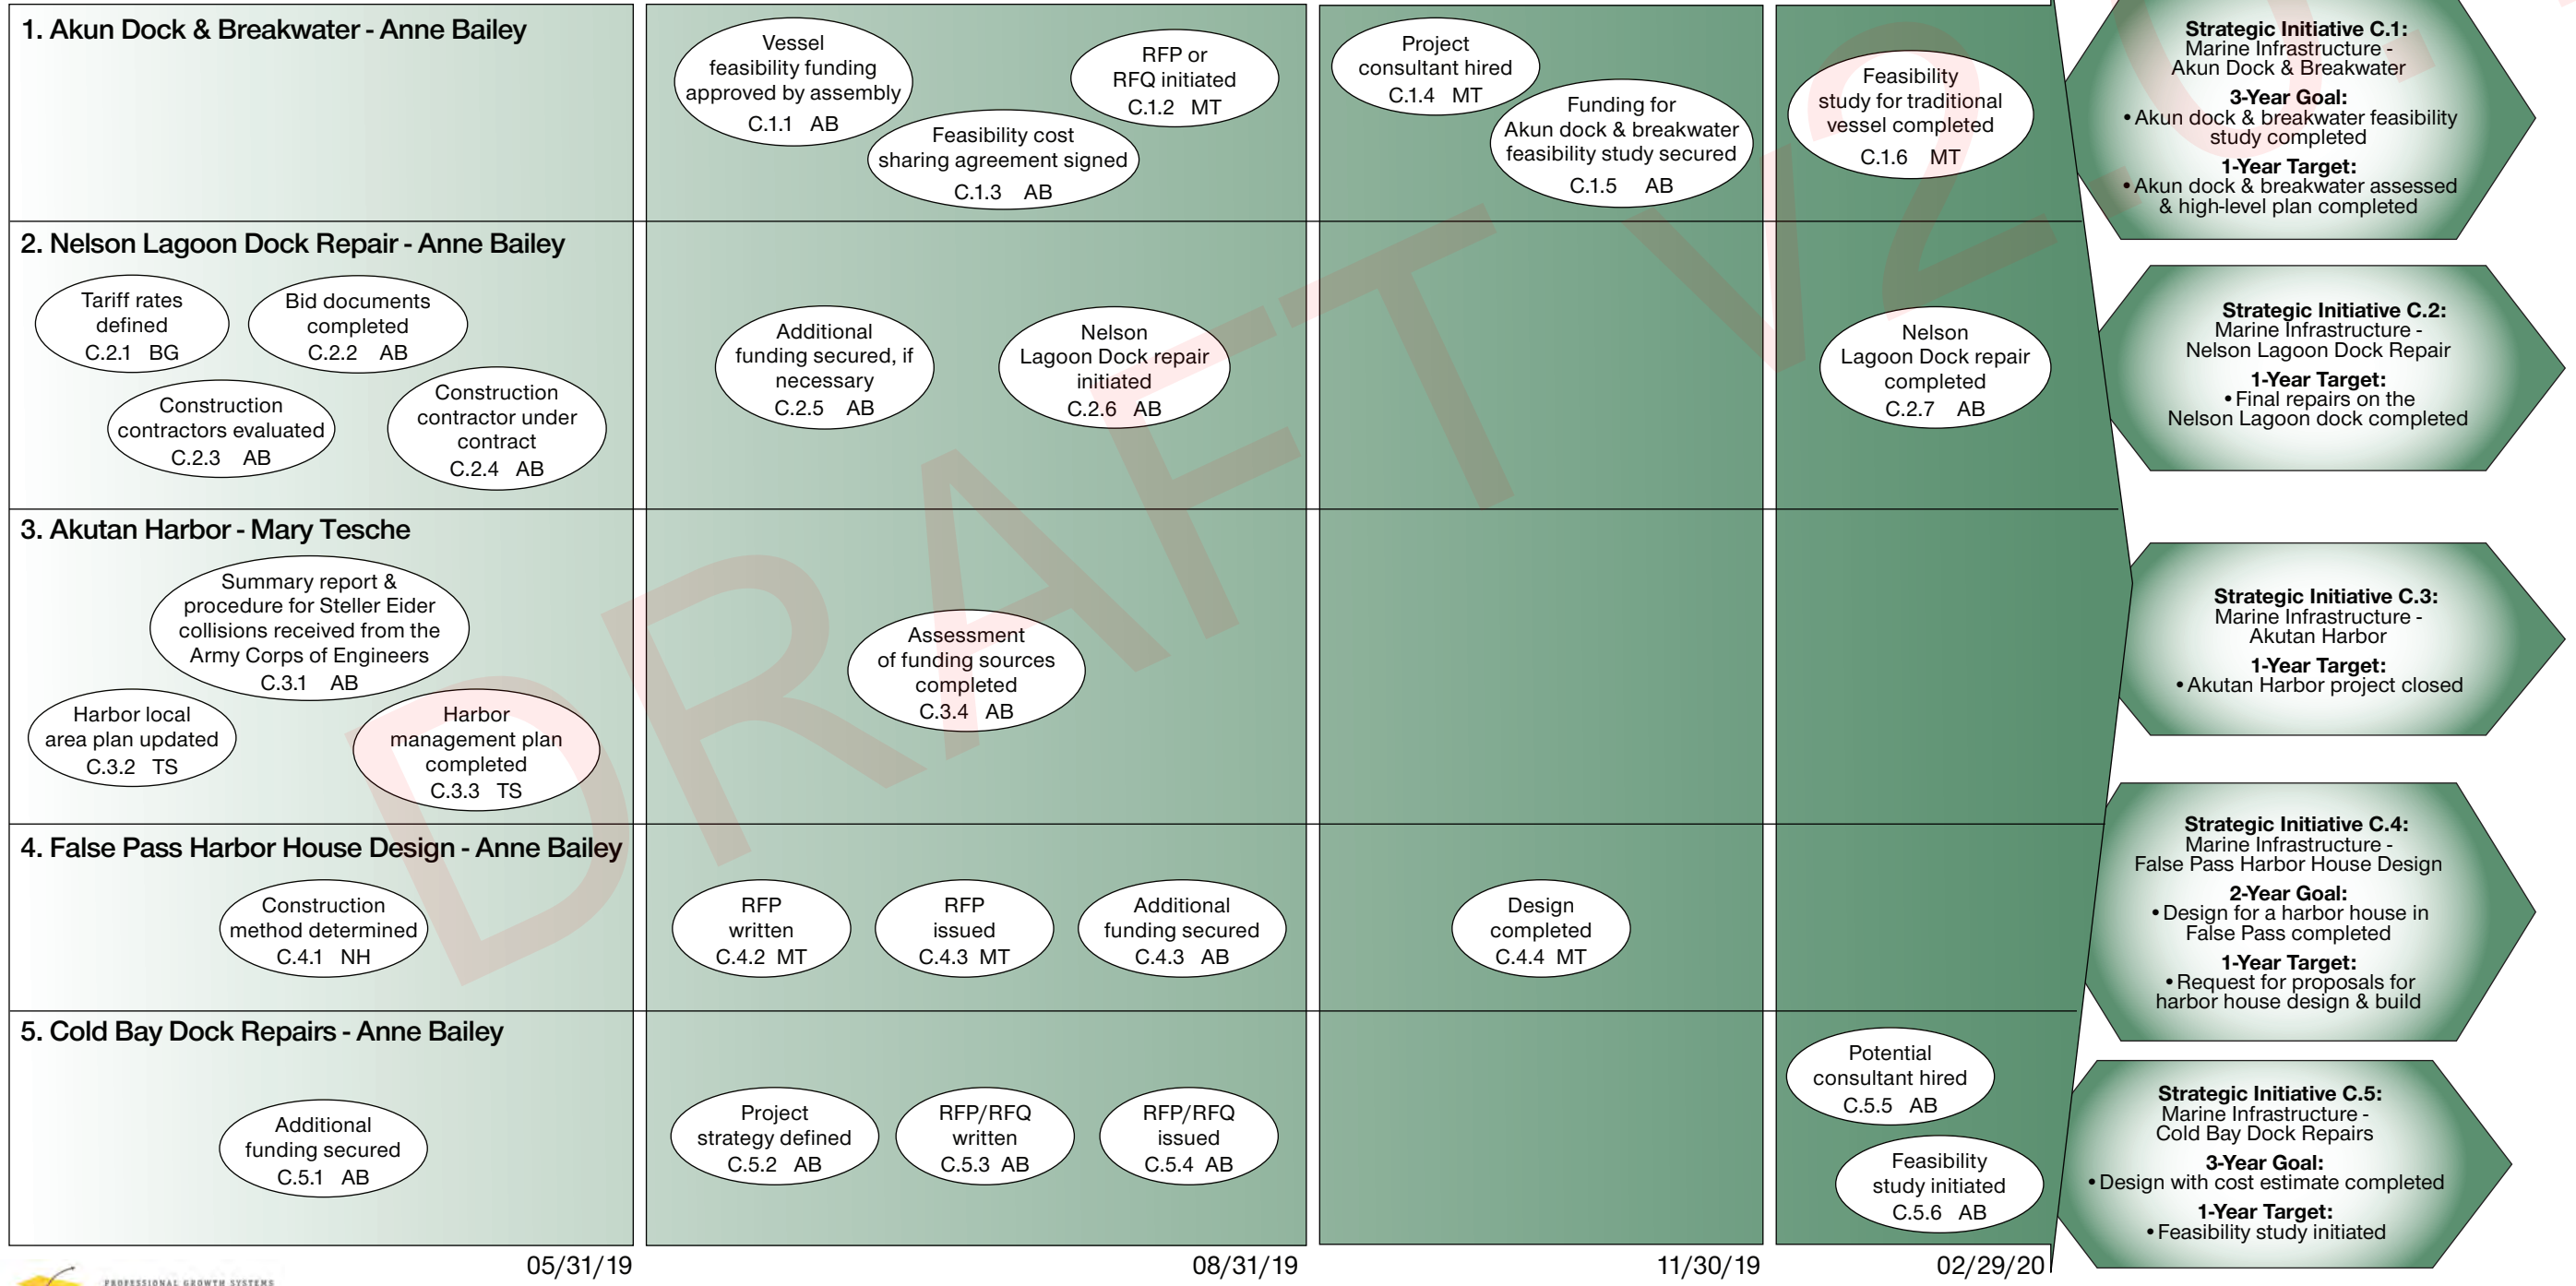 1. Akun Dock & Breakwater - Anne Bailey
Vessel
feasibility funding
approved by assembly
C.1.1 AB
Feasibility cost
sharing agreement signed
C.1.3 AB
RFP or
RFQ initiated
C.1.2 MT
Project
consultant hired
C.1.4 MT
Funding for
Akun dock & breakwater
feasibility study secured
C.1.5 AB
Feasibility
study for traditional
vessel completed
C.1.6 MT
Strategic Initiative C.1:
Marine Infrastructure -
Akun Dock & Breakwater
3-Year Goal:
• Akun dock & breakwater feasibility
study completed
1-Year Target:
• Akun dock & breakwater assessed
& high-level plan completed
2. Nelson Lagoon Dock Repair - Anne Bailey
Tariff rates
defined
C.2.1 BG
Bid documents
completed
C.2.2 AB
Construction
contractors evaluated
C.2.3 AB
Construction
contractor under
contract
C.2.4 AB
Additional
funding secured, if
necessary
C.2.5 AB
Nelson
Lagoon Dock repair
initiated
C.2.6 AB
Nelson
Lagoon Dock repair
completed
C.2.7 AB
Strategic Initiative C.2:
Marine Infrastructure -
Nelson Lagoon Dock Repair
1-Year Target:
• Final repairs on the
Nelson Lagoon dock completed
3. Akutan Harbor - Mary Tesche
Summary report &
procedure for Steller Eider
collisions received from the
Army Corps of Engineers
C.3.1 AB
Harbor local
area plan updated
C.3.2 TS
Harbor
management plan
completed
C.3.3 TS
Assessment
of funding sources
completed
C.3.4 AB
Strategic Initiative C.3:
Marine Infrastructure -
Akutan Harbor
1-Year Target:
• Akutan Harbor project closed
4. False Pass Harbor House Design - Anne Bailey
Construction
method determined
C.4.1 NH
RFP
written
C.4.2 MT
RFP
issued
C.4.3 MT
Additional
funding secured
C.4.3 AB
Design
completed
C.4.4 MT
Strategic Initiative C.4:
Marine Infrastructure -
False Pass Harbor House Design
2-Year Goal:
• Design for a harbor house in
False Pass completed
1-Year Target:
• Request for proposals for
harbor house design & build
5. Cold Bay Dock Repairs - Anne Bailey
Additional
funding secured
C.5.1 AB
Project
strategy defined
C.5.2 AB
RFP/RFQ
written
C.5.3 AB
RFP/RFQ
issued
C.5.4 AB
Potential
consultant hired
C.5.5 AB
Feasibility
study initiated
C.5.6 AB
Strategic Initiative C.5:
Marine Infrastructure -
Cold Bay Dock Repairs
3-Year Goal:
• Design with cost estimate completed
1-Year Target:
• Feasibility study initiated
05/31/19
08/31/19
11/30/19
02/29/20
PROFESSIONAL GROWTH SYSTEMS
DRAFT v2.